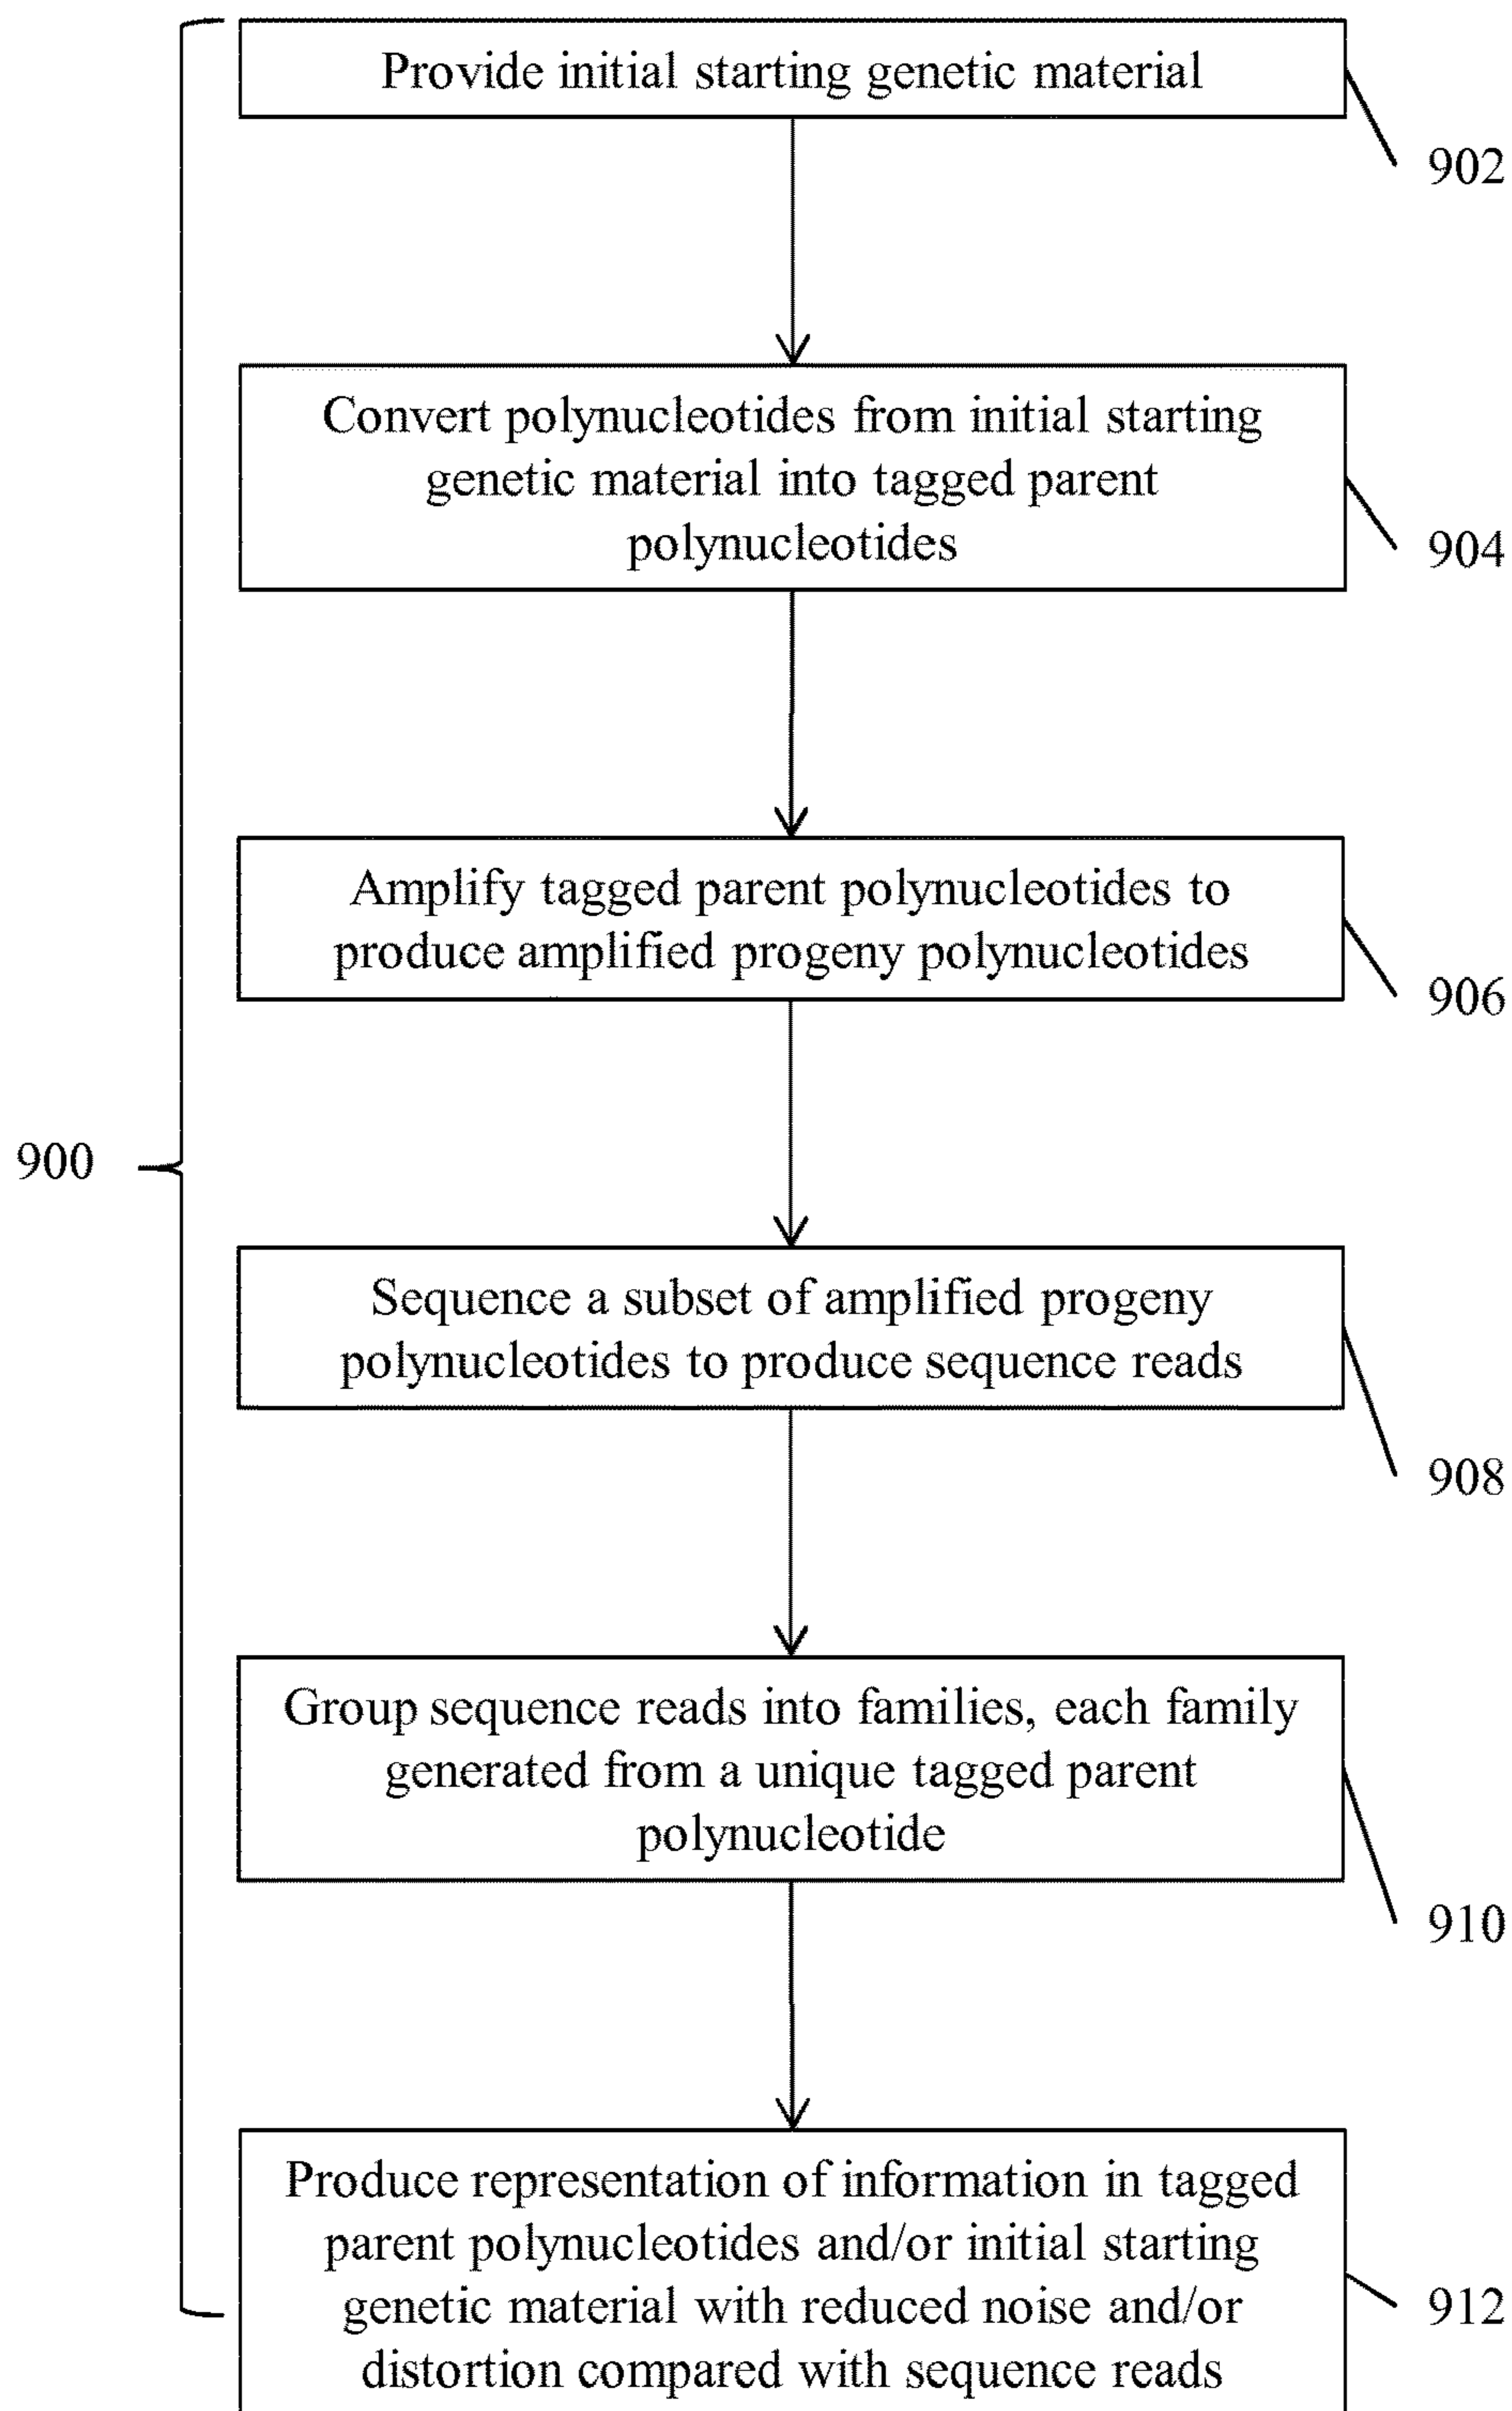 Provide initial starting genetic material
902
Convert polynucleotides from initial starting
genetic material into tagged parent
polynucleotides
904
Amplify tagged parent polynucleotides to
produce amplified progeny polynucleotides
906
900
Sequence a subset of amplified progeny
polynucleotides to produce sequence reads
908
Group sequence reads into families, each family
generated from a unique tagged parent
polynucleotide
910
Produce representation of information in tagged
parent polynucleotides and/or initial starting
genetic material with reduced noise and/or
distortion compared with sequence reads
912